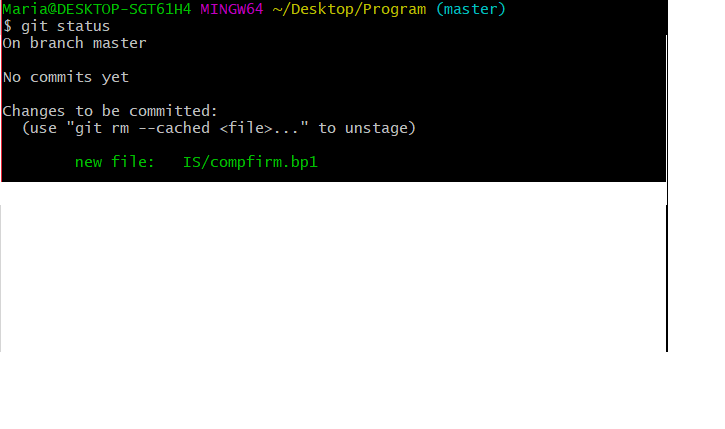 Maria@DESKTOP-SGT61H4 MINGW64 ~/Desktop/Program (master)
$ git status
On branch master
No commits yet
Changes to be committed:
(use "git rm --cached <file>..." to unstage)
new file: IS/compfirm.bp1